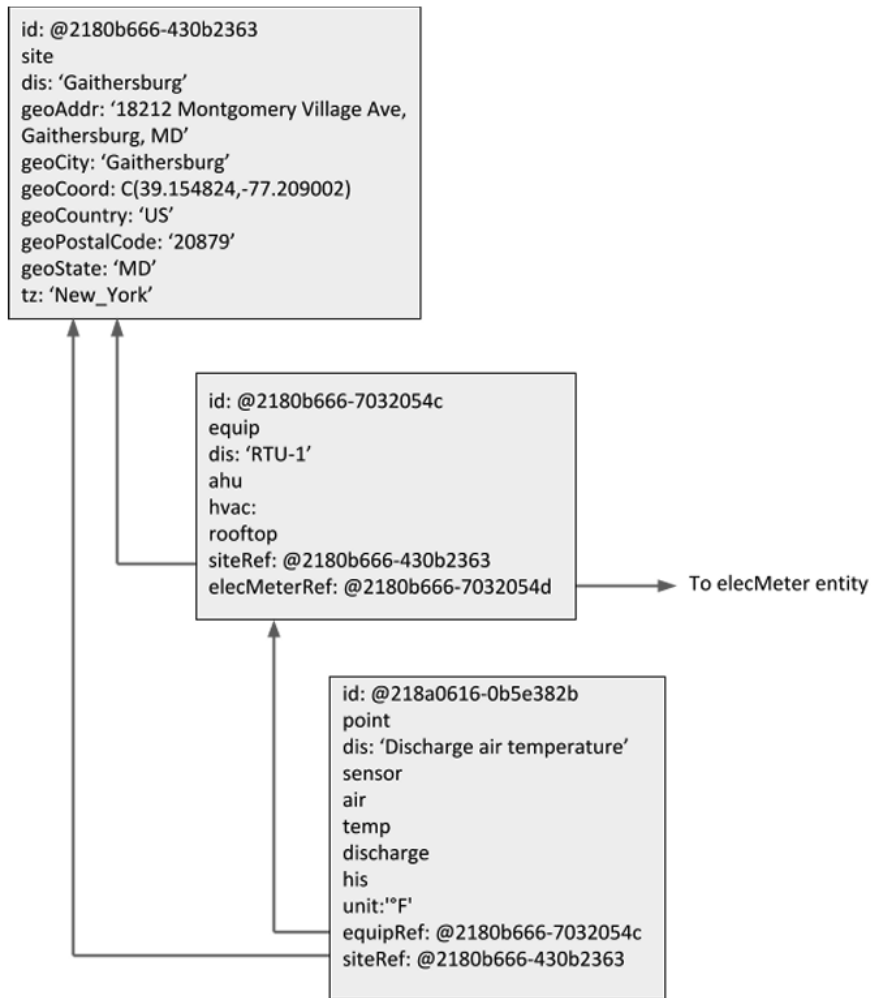 id: @2180b666-430b2363
site
dis: ‘Gaithersburg’
geoAddr: ‘18212 Montgomery Village Ave,
Gaithersburg, MD’
geoCity: ‘Gaithersburg’
geoCoord: C(39.154824,-77.209002)
geoCountry: ‘US’
geoPostalCode: ‘20879’
geoState: ‘MD’
tz: ‘New_York’
id: @2180b666-7032054c
equip
dis: ‘RTU-1’
ahu
hvac:
rooftop
siteRef: @2180b666-430b2363
elecMeterRef: @2180b666-7032054d
To elecMeter entity
id: @218a0616-0b5e382b
point
dis: ‘Discharge air temperature’
sensor
air
temp
discharge
his
unit:'°F'
equipRef: @2180b666-7032054c
siteRef: @2180b666-430b2363